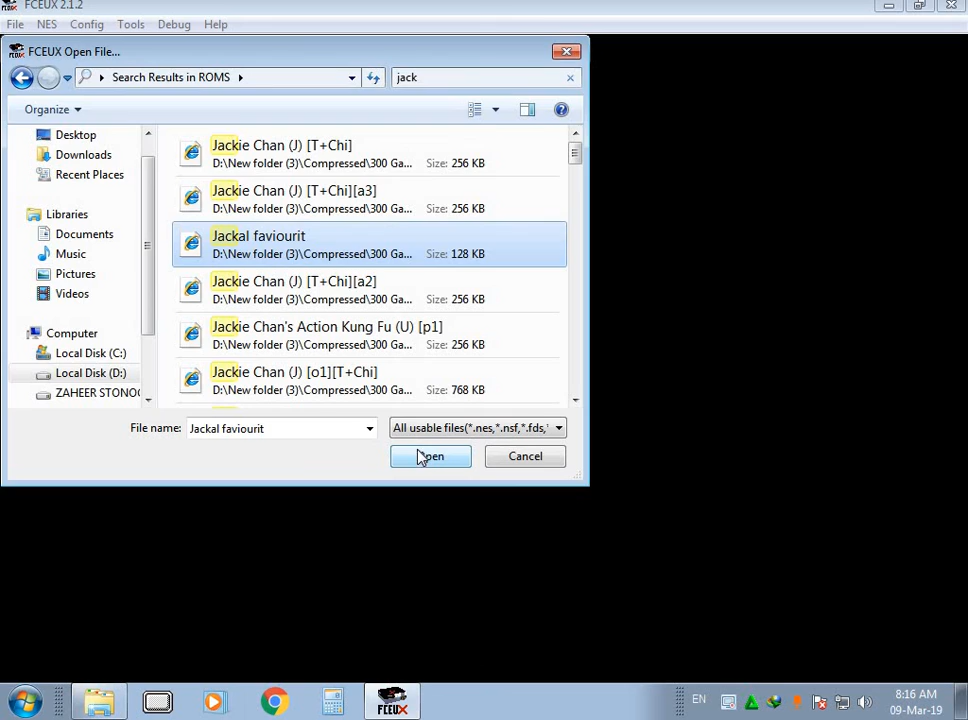 FCEUX 2.1.2
File NES Config Tools Debug Help
FCEUX Open File...
Search Results in ROMS
jack
Organize
Desktop
Downloads
Recent Places
Libraries
Documents
Music
Pictures
Videos
Computer
Local Disk (C:)
Local Disk (D:)
ZAHEER STONO
Jackie Chan (J) [T+Chi]
D:\New folder (3)\Compressed\300 Ga... Size: 256 KB
Jackie Chan (J) [T+Chi][a3]
D:\New folder (3)\Compressed\300 Ga... Size: 256 KB
Jackal faviourit
D:\New folder (3)\Compressed\300 Ga... Size: 128 KB
Jackie Chan (J) [T+Chi][a2]
D:\New folder (3)\Compressed\300 Ga... Size: 256 KB
Jackie Chan's Action Kung Fu (U) [p1]
D:\New folder (3)\Compressed\300 Ga... Size: 256 KB
Jackie Chan (J) [o1][T+Chi]
D:\New folder (3)\Compressed\300 Ga... Size: 768 KB
File name: Jackal faviourit
All usable files(*.nes,*.nsf,*.fds,
Open Cancel
FCEUX
EN
8:16 AM
09-Mar-19